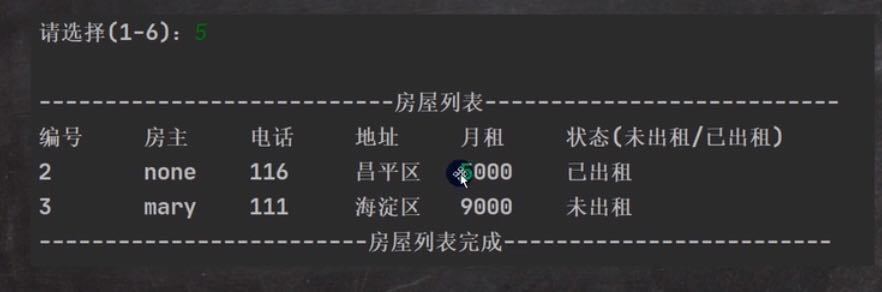 请选择(1-6): 5
---------------------------房屋列表---------------------------
编号 房主 电话 地址 月租 状态(未出租/已出租)
2 none 116 昌平区 5000 已出租
3 mary 111 海淀区 9000 未出租
-------------------------房屋列表完成-------------------------